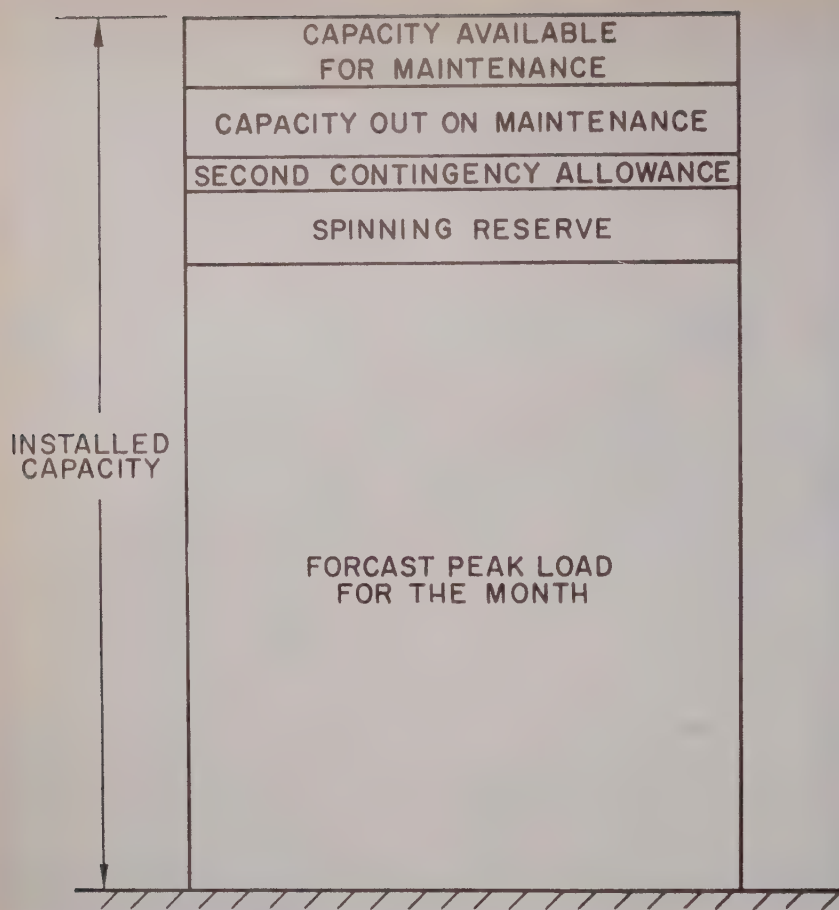 CAPACITY AVAILABLE
FOR MAINTENANCE
CAPACITY OUT ON MAINTENANCE
SECOND CONTINGENCY ALLOWANCE
SPINNING RESERVE
INSTALLED
CAPACITY
FORCAST PEAK LOAD
FOR THE MONTH